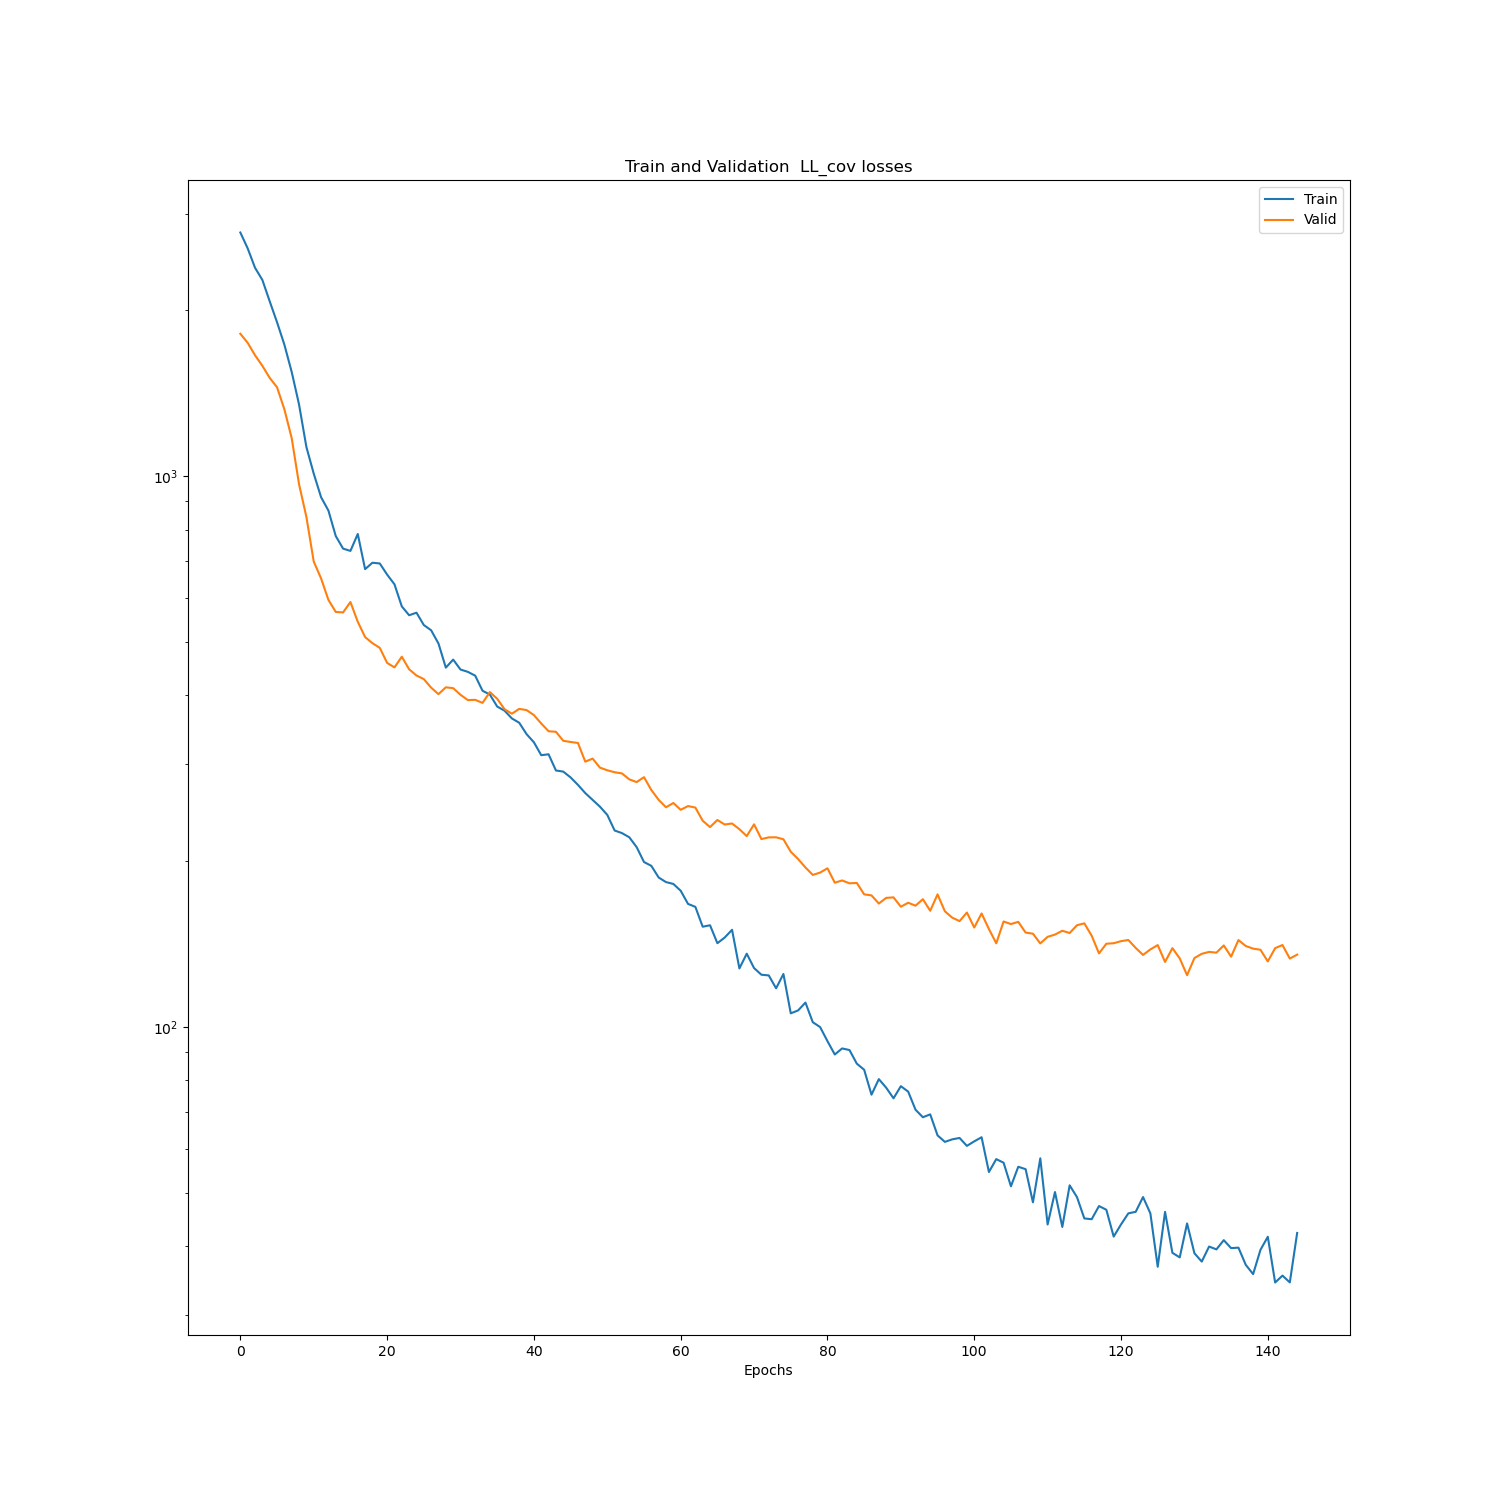 Train and Validation  LL_cov losses
Train
Valid
10³
10²
0 20 40 60 80 100 120 140
Epochs